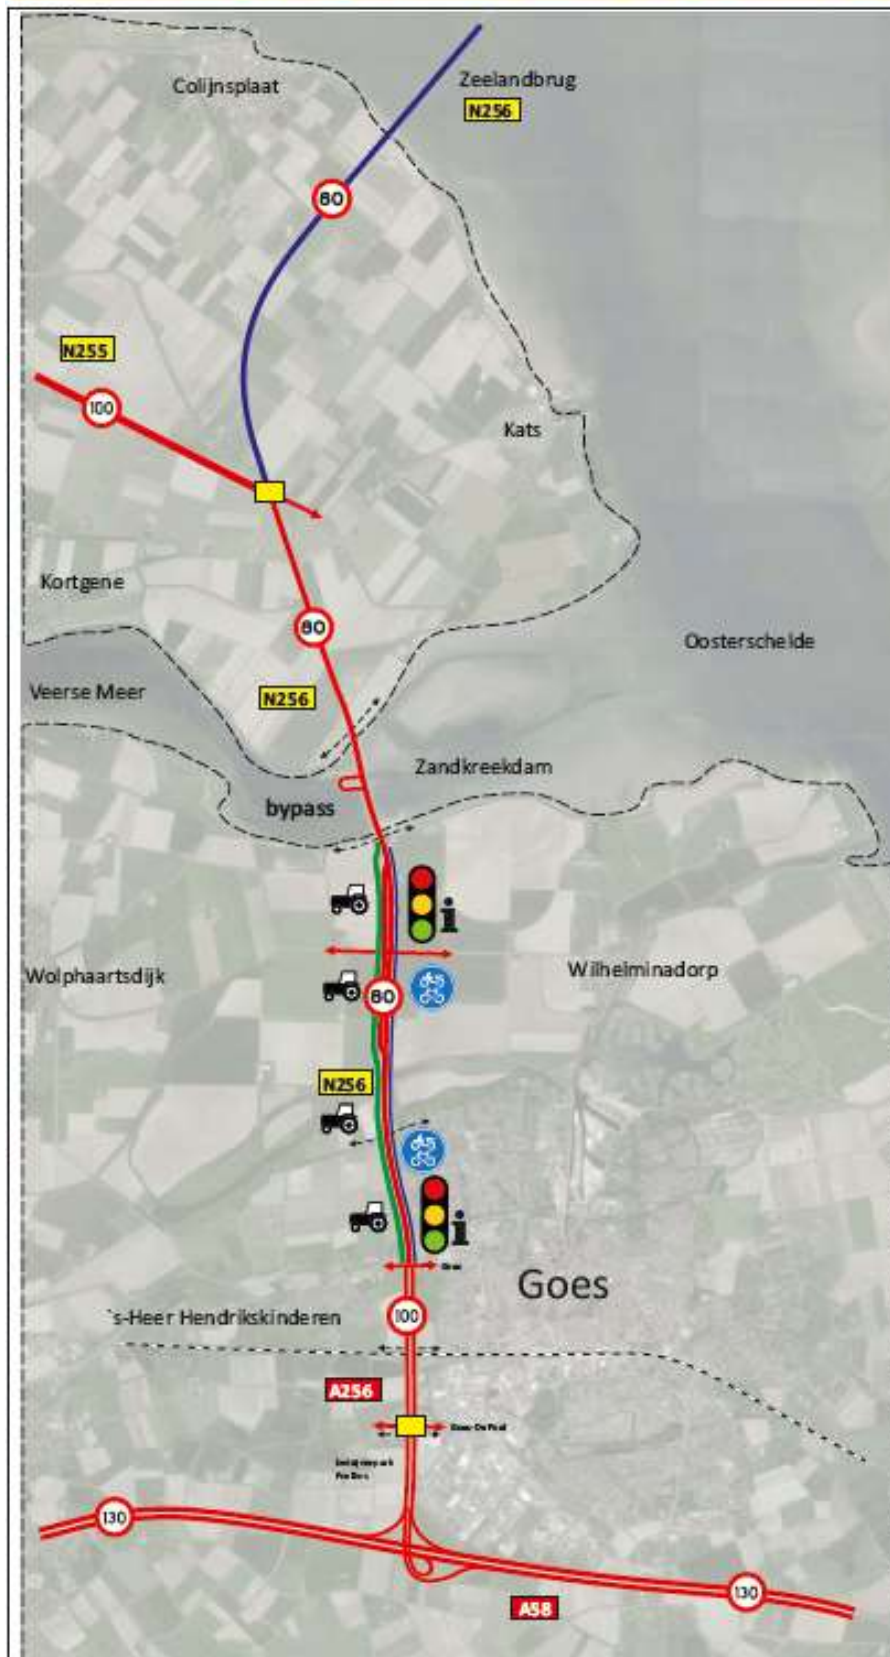 Colijnsplaat
Zeelandbrug
N256
80
N255
100
Kats
Kortgene
80
Oosterschelde
N256
Veerse Meer
Zandkreekdam
bypass
Wolphaartsdijk
Wilhelminadorp
80
N256
Goes
100
`s-Heer Hendrikskinderen
A256
130
130
A58